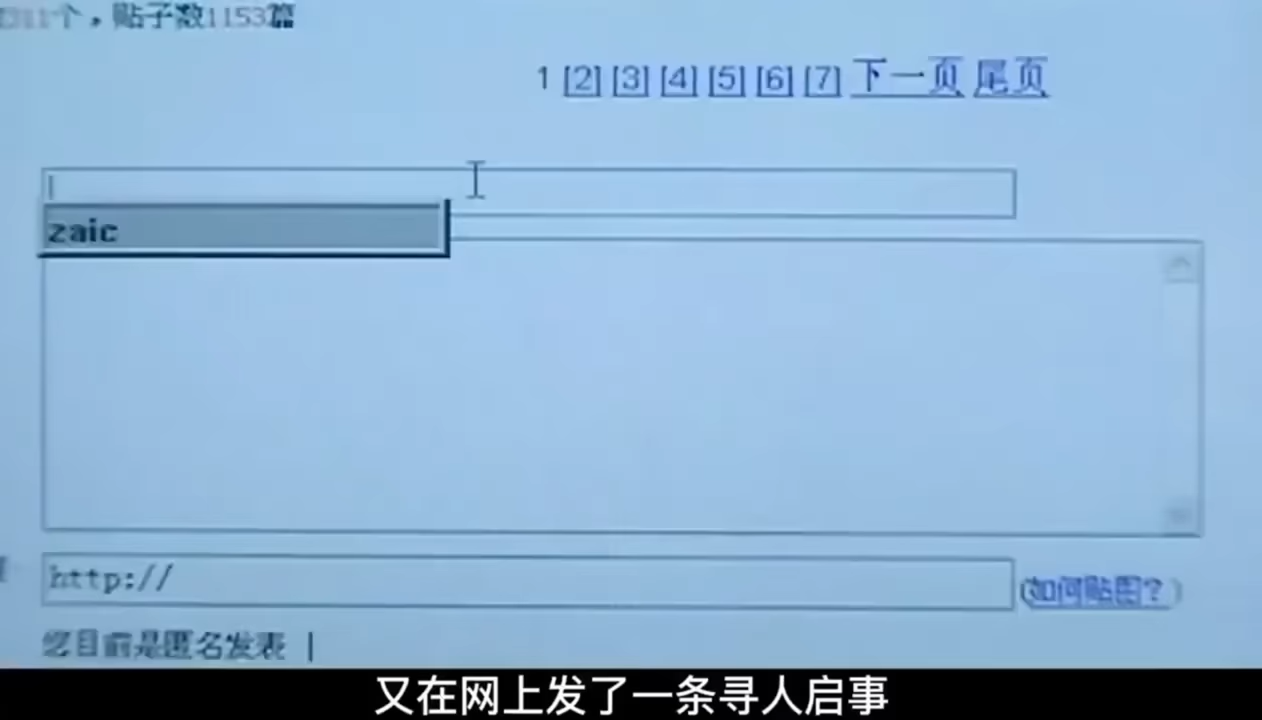 个，贴子数1153篇
1 [2] [3] [4] [5] [6] [7] 下一页 尾页
zaic
http://
(如何贴图？)
您目前是匿名发表 |
又在网上发了一条寻人启事